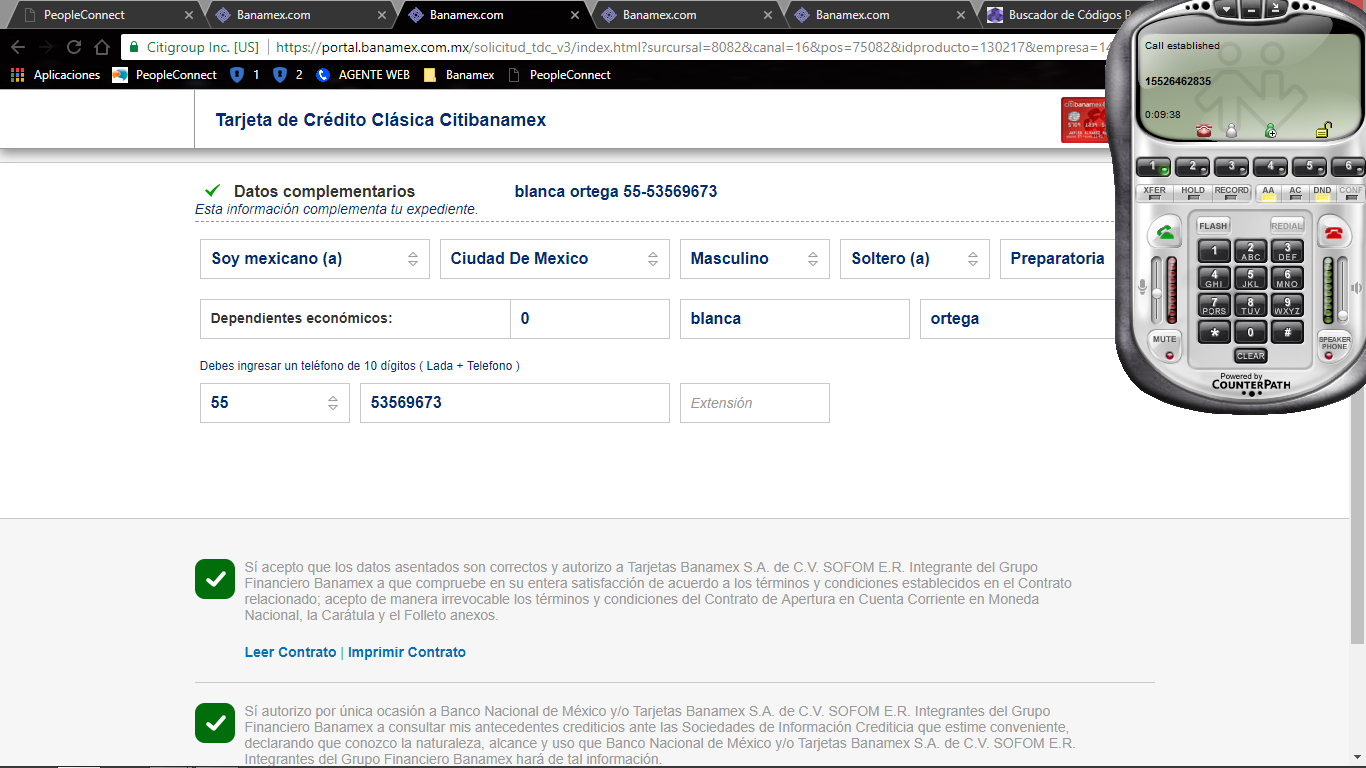 PeopleConnect
Banamex.com
Banamex.com
Banamex.com
Banamex.com
Buscador de Códigos P
Citigroup Inc. [US] https://portal.banamex.com.mx/solicitud_tdc_v3/index.html?sursursal=8082&canal=16&pos=75082&idproducto=130217&empresa=14
Aplicaciones PeopleConnect 1 2 AGENTE WEB Banamex PeopleConnect
Tarjeta de Crédito Clásica Citibanamex
Datos complementarios blanca ortega 55-53569673
Esta información complementa tu expediente.
Soy mexicano (a) Ciudad De Mexico Masculino Soltero (a) Preparatoria
Dependientes económicos: 0 blanca ortega
Debes ingresar un teléfono de 10 dígitos ( Lada + Telefono )
55 53569673 Extensión
Sí acepto que los datos asentados son correctos y autorizo a Tarjetas Banamex S.A. de C.V. SOFOM E.R. Integrante del Grupo
Financiero Banamex a que compruebe en su entera satisfacción de acuerdo a los términos y condiciones establecidos en el Contrato
relacionado; acepto de manera irrevocable los términos y condiciones del Contrato de Apertura en Cuenta Corriente en Moneda
Nacional, la Carátula y el Folleto anexos.
Leer Contrato | Imprimir Contrato
Sí autorizo por única ocasión a Banco Nacional de México y/o Tarjetas Banamex S.A. de C.V. SOFOM E.R. Integrantes del Grupo
Financiero Banamex a consultar mis antecedentes crediticios ante las Sociedades de Información Crediticia que estime conveniente,
declarando que conozco la naturaleza, alcance y uso que Banco Nacional de México y/o Tarjetas Banamex S.A. de C.V. SOFOM E.R.
Integrantes del Grupo Financiero Banamex hará de tal información.
Call established
15526462835
0:09:38
1 2 3 4 5 6
XFER HOLD RECORD AA AC DND CONF
FLASH REDIAL
1 2 ABC 3 DEF
4 GHI 5 JKL 6 MNO
7 PQRS 8 TUV 9 WXYZ
* 0 #
MUTE CLEAR SPEAKER PHONE
Powered by
COUNTERPATH